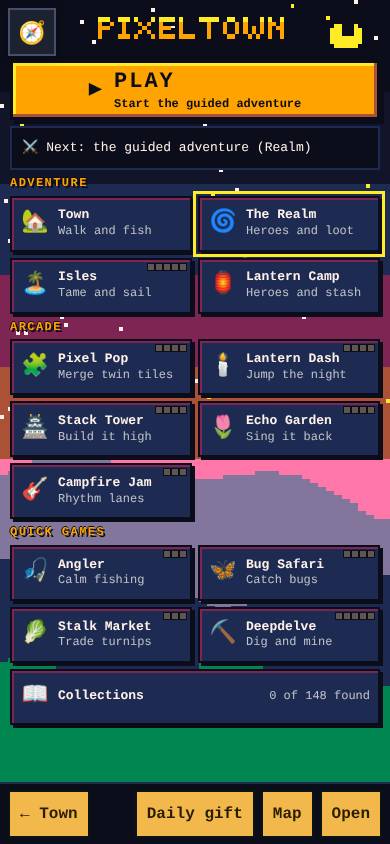 PIXELTOWN
▶ PLAY
Start the guided adventure
Next: the guided adventure (Realm)
ADVENTURE
Town
Walk and fish
The Realm
Heroes and loot
Isles
Tame and sail
Lantern Camp
Heroes and stash
ARCADE
Pixel Pop
Merge twin tiles
Lantern Dash
Jump the night
Stack Tower
Build it high
Echo Garden
Sing it back
Campfire Jam
Rhythm lanes
QUICK GAMES
Angler
Calm fishing
Bug Safari
Catch bugs
Stalk Market
Trade turnips
Deepdelve
Dig and mine
Collections 0 of 148 found
← Town Daily gift Map Open